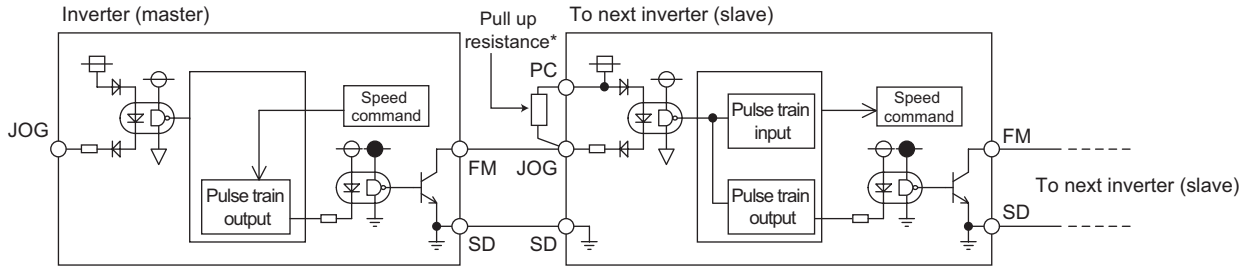 Inverter (master)
Pull up
resistance*
To next inverter (slave)
PC
JOG
Speed
command
Pulse train
output
FM
SD
JOG
SD
Pulse train
input
Pulse train
output
Speed
command
FM
SD
To next inverter (slave)